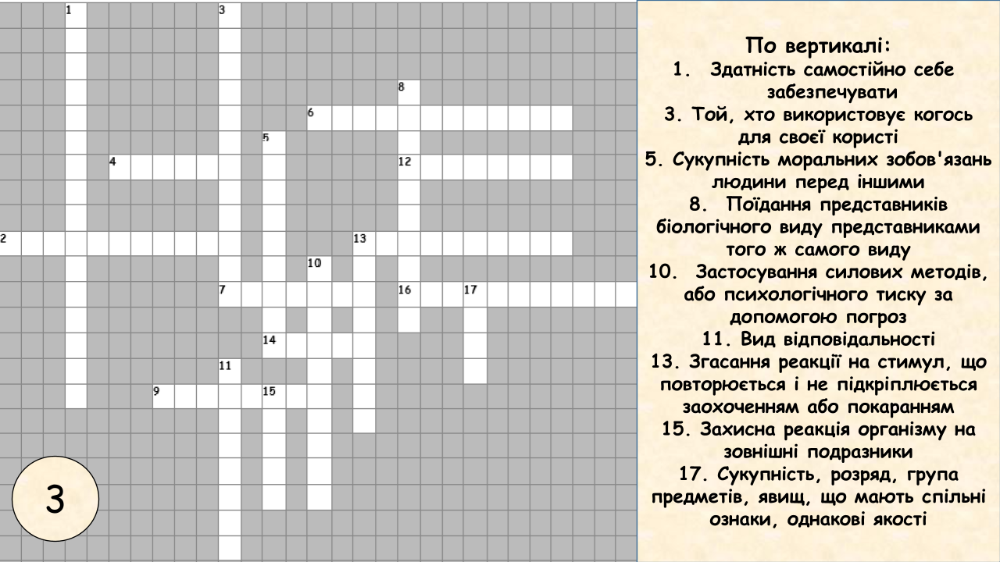 1 3
8
6
5
4 12
2 13
10
7 16 17
14
11
9 15
3
По вертикалі:
1. Здатність самостійно себе
забезпечувати
3. Той, хто використовує когось
для своєї користі
5. Сукупність моральних зобов'язань
людини перед іншими
8. Поїдання представників
біологічного виду представниками
того ж самого виду
10. Застосування силових методів,
або психологічного тиску за
допомогою погроз
11. Вид відповідальності
13. Згасання реакції на стимул, що
повторюється і не підкріплюється
заохоченням або покаранням
15. Захисна реакція організму на
зовнішні подразники
17. Сукупність, розряд, група
предметів, явищ, що мають спільні
ознаки, однакові якості